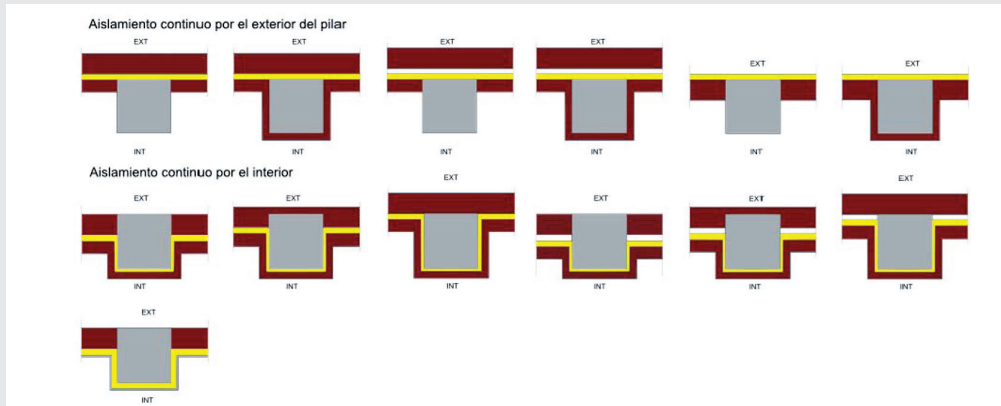 Aislamiento continuo por el exterior del pilar
EXT EXT EXT EXT EXT EXT
INT INT INT INT INT INT
Aislamiento continuo por el interior
EXT EXT EXT EXT EXT EXT
INT INT INT INT INT INT
EXT
INT